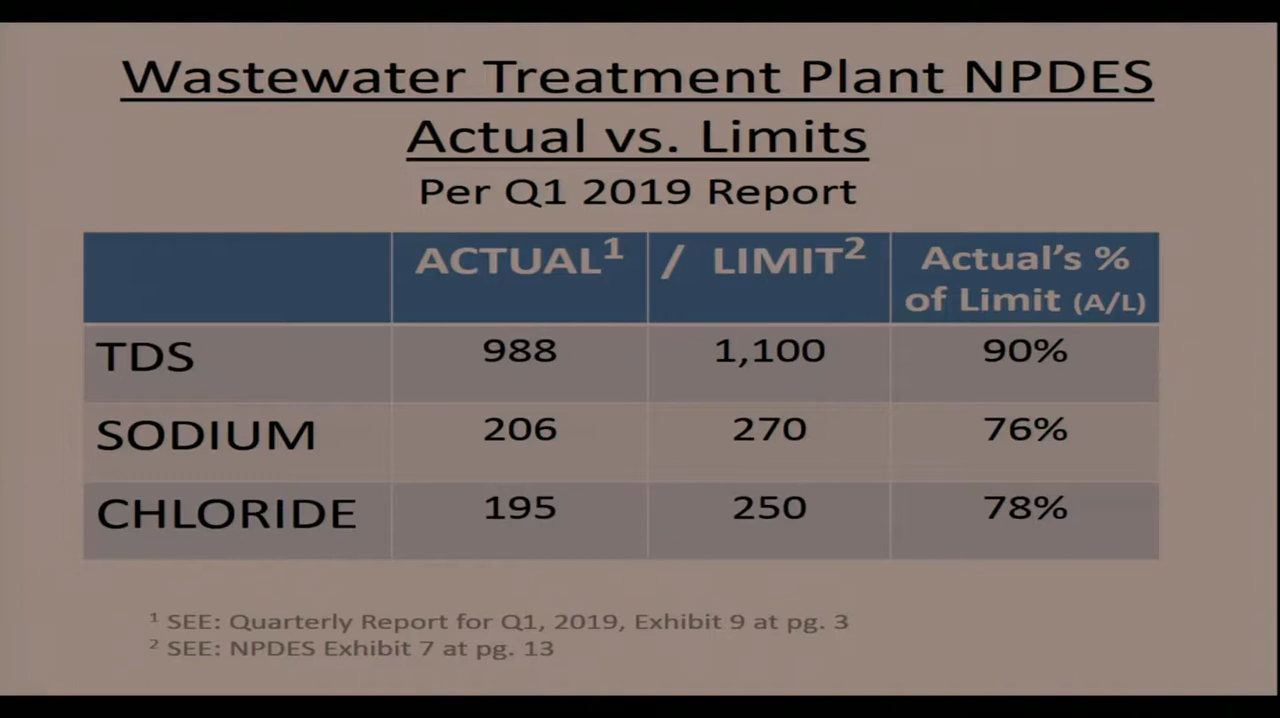 Wastewater Treatment Plant NPDES
Actual vs. Limits
Per Q1 2019 Report
ACTUAL¹ / LIMIT² Actual's % of Limit (A/L)
TDS 988 1,100 90%
SODIUM 206 270 76%
CHLORIDE 195 250 78%
¹ SEE: Quarterly Report for Q1, 2019, Exhibit 9 at pg. 3
² SEE: NPDES Exhibit 7 at pg. 13